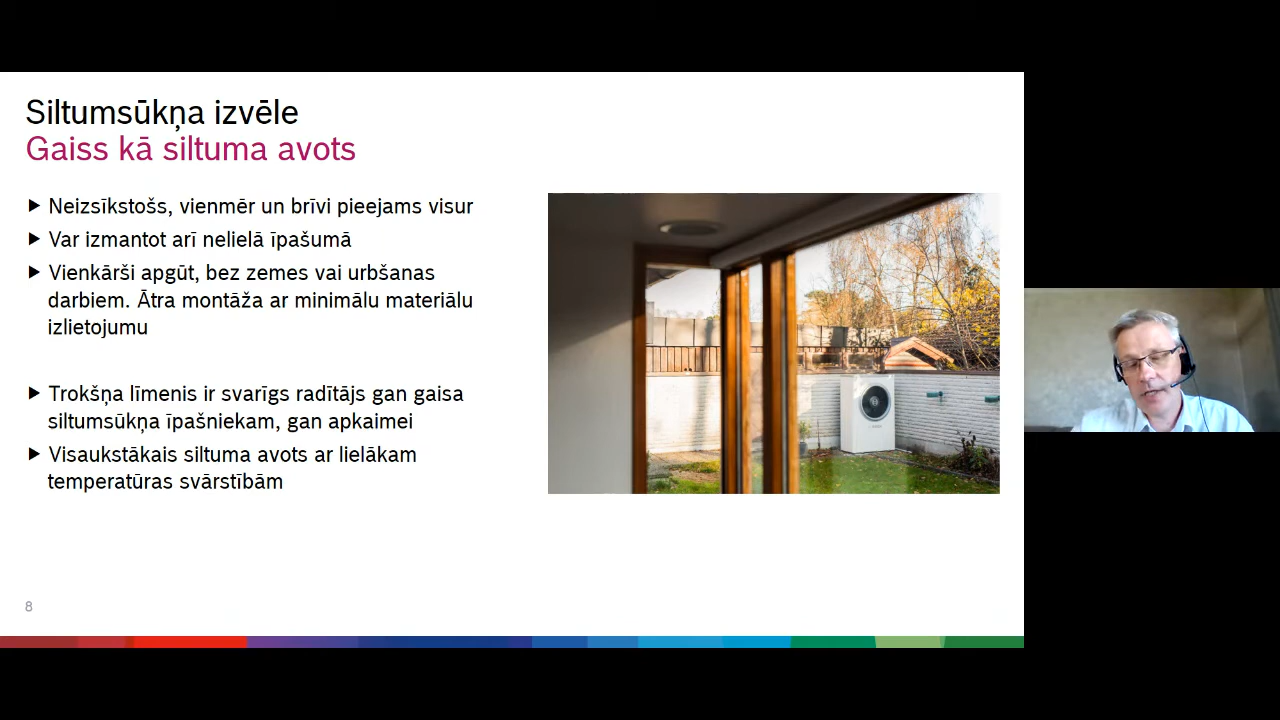 Siltumsūkņa izvēle
Gaiss kā siltuma avots
Neizsīkstošs, vienmēr un brīvi pieejams visur
Var izmantot arī nelielā īpašumā
Vienkārši apgūt, bez zemes vai urbšanas
darbiem. Ātra montāža ar minimālu materiālu
izlietojumu
Trokšņa līmenis ir svarīgs radītājs gan gaisa
siltumsūkņa īpašniekam, gan apkaimei
Visaukstākais siltuma avots ar lielākam
temperatūras svārstībām
8